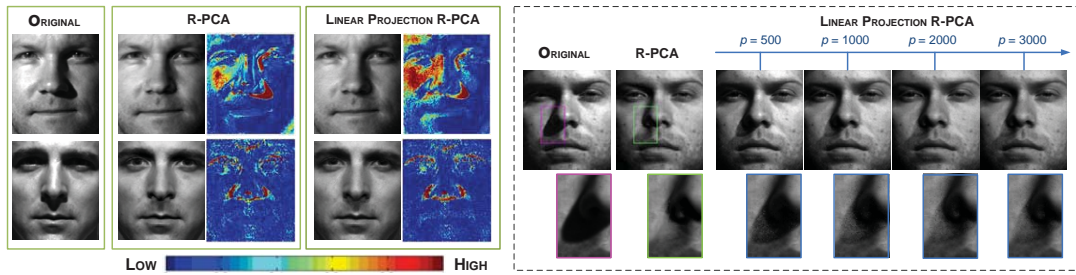 ORIGINAL
R-PCA
LINEAR PROJECTION R-PCA
LOW
HIGH
LINEAR PROJECTION R-PCA
ORIGINAL
R-PCA
p = 500
p = 1000
p = 2000
p = 3000